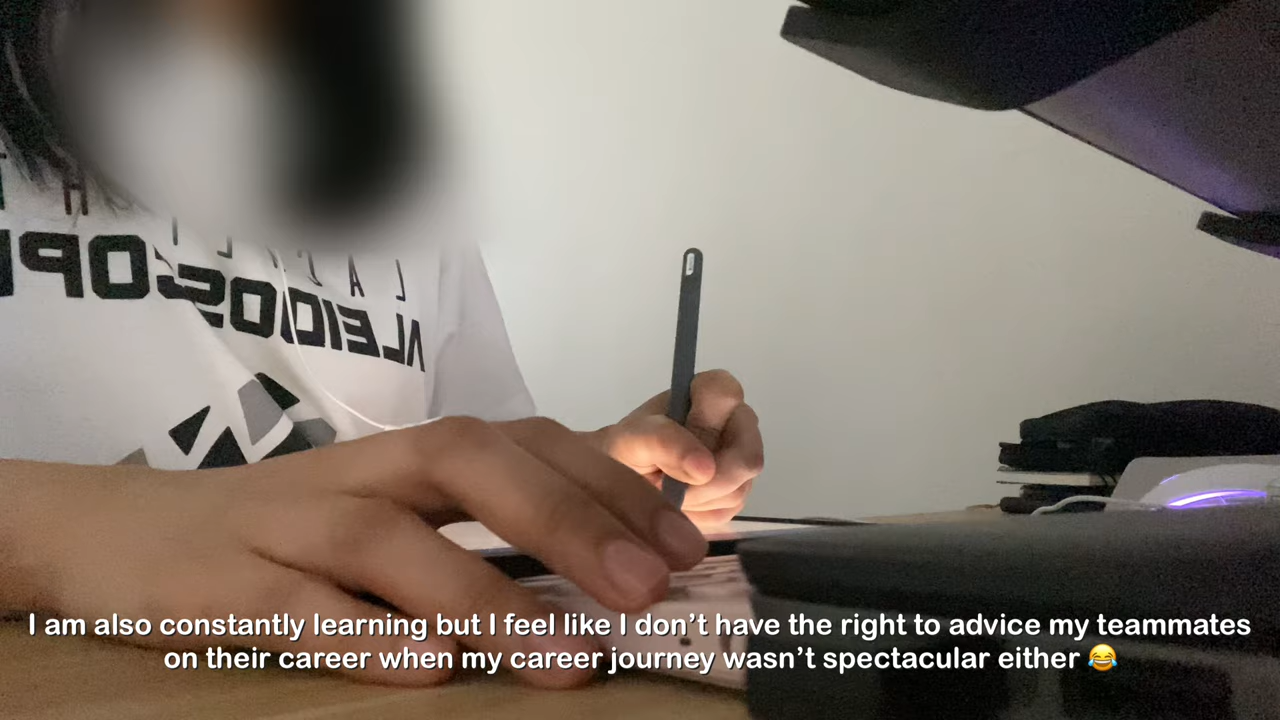 I am also constantly learning but I feel like I don't have the right to advice my teammates
on their career when my career journey wasn't spectacular either 😂